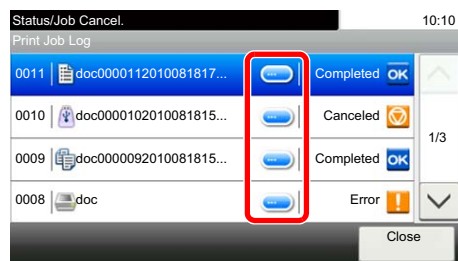 Status/Job Cancel. 10:10
Print Job Log
0011 doc0000112010081817... ... Completed OK
0010 doc0000102010081815... ... Canceled
1/3
0009 doc0000092010081815... ... Completed OK
0008 doc ... Error !
Close